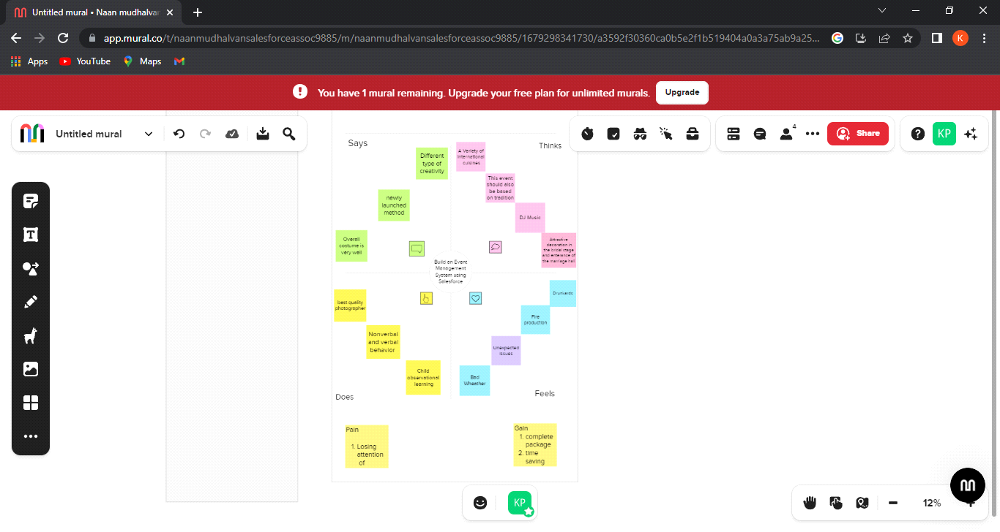 Untitled mural • Naan mudhalvan
app.mural.co/t/naanmudhalvansalesforceassoc9885/m/naanmudhalvansalesforceassoc9885/1679298341730/a3592f30360ca0b5e2f1b519404a0a3a75ab9a25...
K
Apps
YouTube
Maps
You have 1 mural remaining. Upgrade your free plan for unlimited murals.
Upgrade
Untitled mural
4
Share
KP
Says
Thinks
Different
type of
creativity
newly
launched
method
Overall
costume is
very well
A Veriety of
international
cuisines
This event
should also
be based
on tradition
DJ Music
Attractive
decoration in
the bridal stage
and enterance of
the marriage hall
Build an Event
Management
System using
Salesforce
best quality
photographer
Nonverbal
and verbal
behavior
Child
observational
learning
Drunkards
Fire
production
Unexpected
issues
Bad
Wheather
Does
Feels
Pain
1. Losing
attention
of
Gain
1. complete
package
2. time
saving
KP
12%